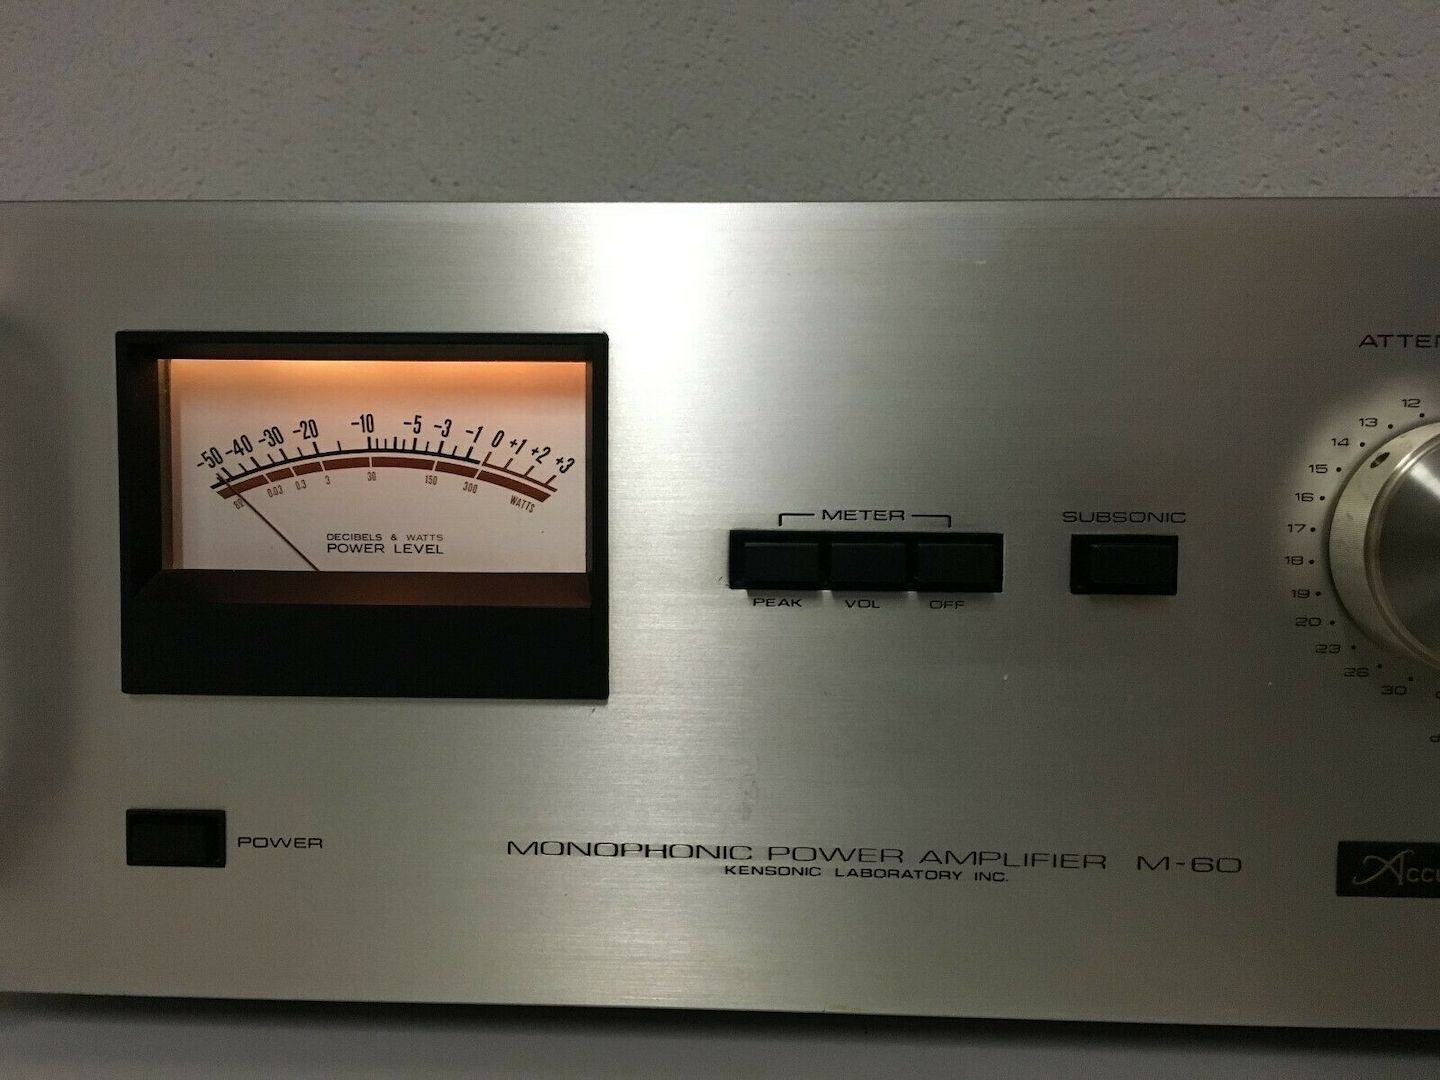 -50 -40 -30 -20 -10 -5 -3 -1 0 +1 +2 +3
0.03 0.3 3 30 150 300 WATTS
DECIBELS & WATTS
POWER LEVEL
METER
PEAK VOL OFF
SUBSONIC
12
13
14
15
16
17
18
19
20
23
26
30
POWER
MONOPHONIC POWER AMPLIFIER M-60
KENSONIC LABORATORY INC.